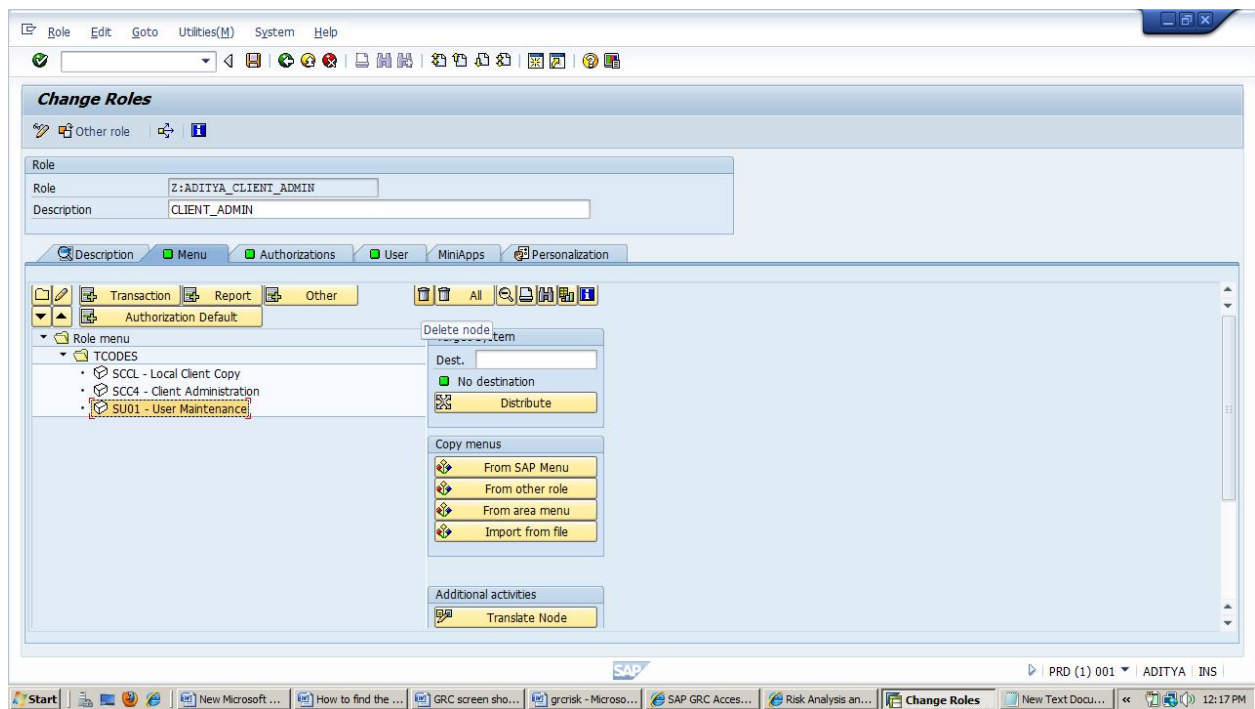 Role Edit Goto Utilities(M) System Help
Change Roles
Other role
Role
Role Z:ADITYA_CLIENT_ADMIN
Description CLIENT_ADMIN
Description Menu Authorizations User MiniApps Personalization
Transaction Report Other All
Authorization Default
Delete node
Role menu
TCODES
SCCL - Local Client Copy
SCC4 - Client Administration
SU01 - User Maintenance
Dest.
No destination
Distribute
Copy menus
From SAP Menu
From other role
From area menu
Import from file
Additional activities
Translate Node
SAP
PRD (1) 001 ADITYA INS
Start New Microsoft ... How to find the ... GRC screen sho... grcrisk - Microso... SAP GRC Acces... Risk Analysis an... Change Roles New Text Docu... « 12:17 PM